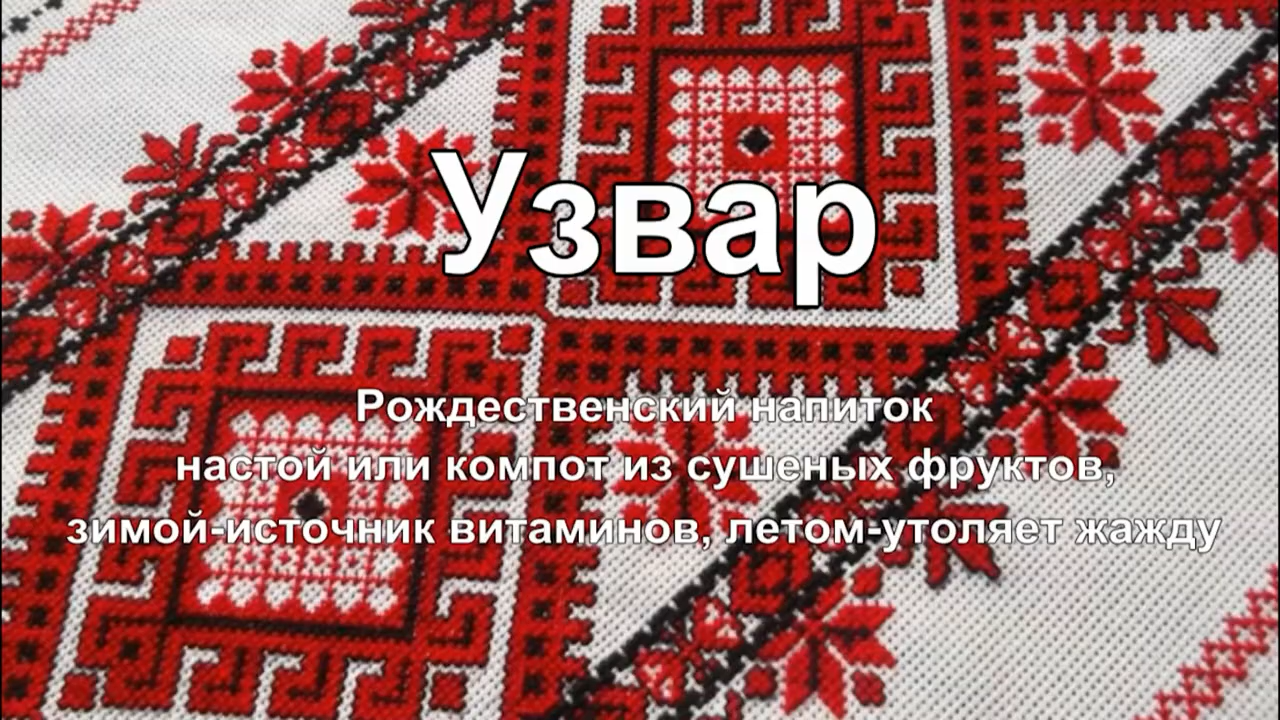 Узвар
Рождественский напиток
настой или компот из сушеных фруктов,
зимой-источник витаминов, летом-утоляет жажду